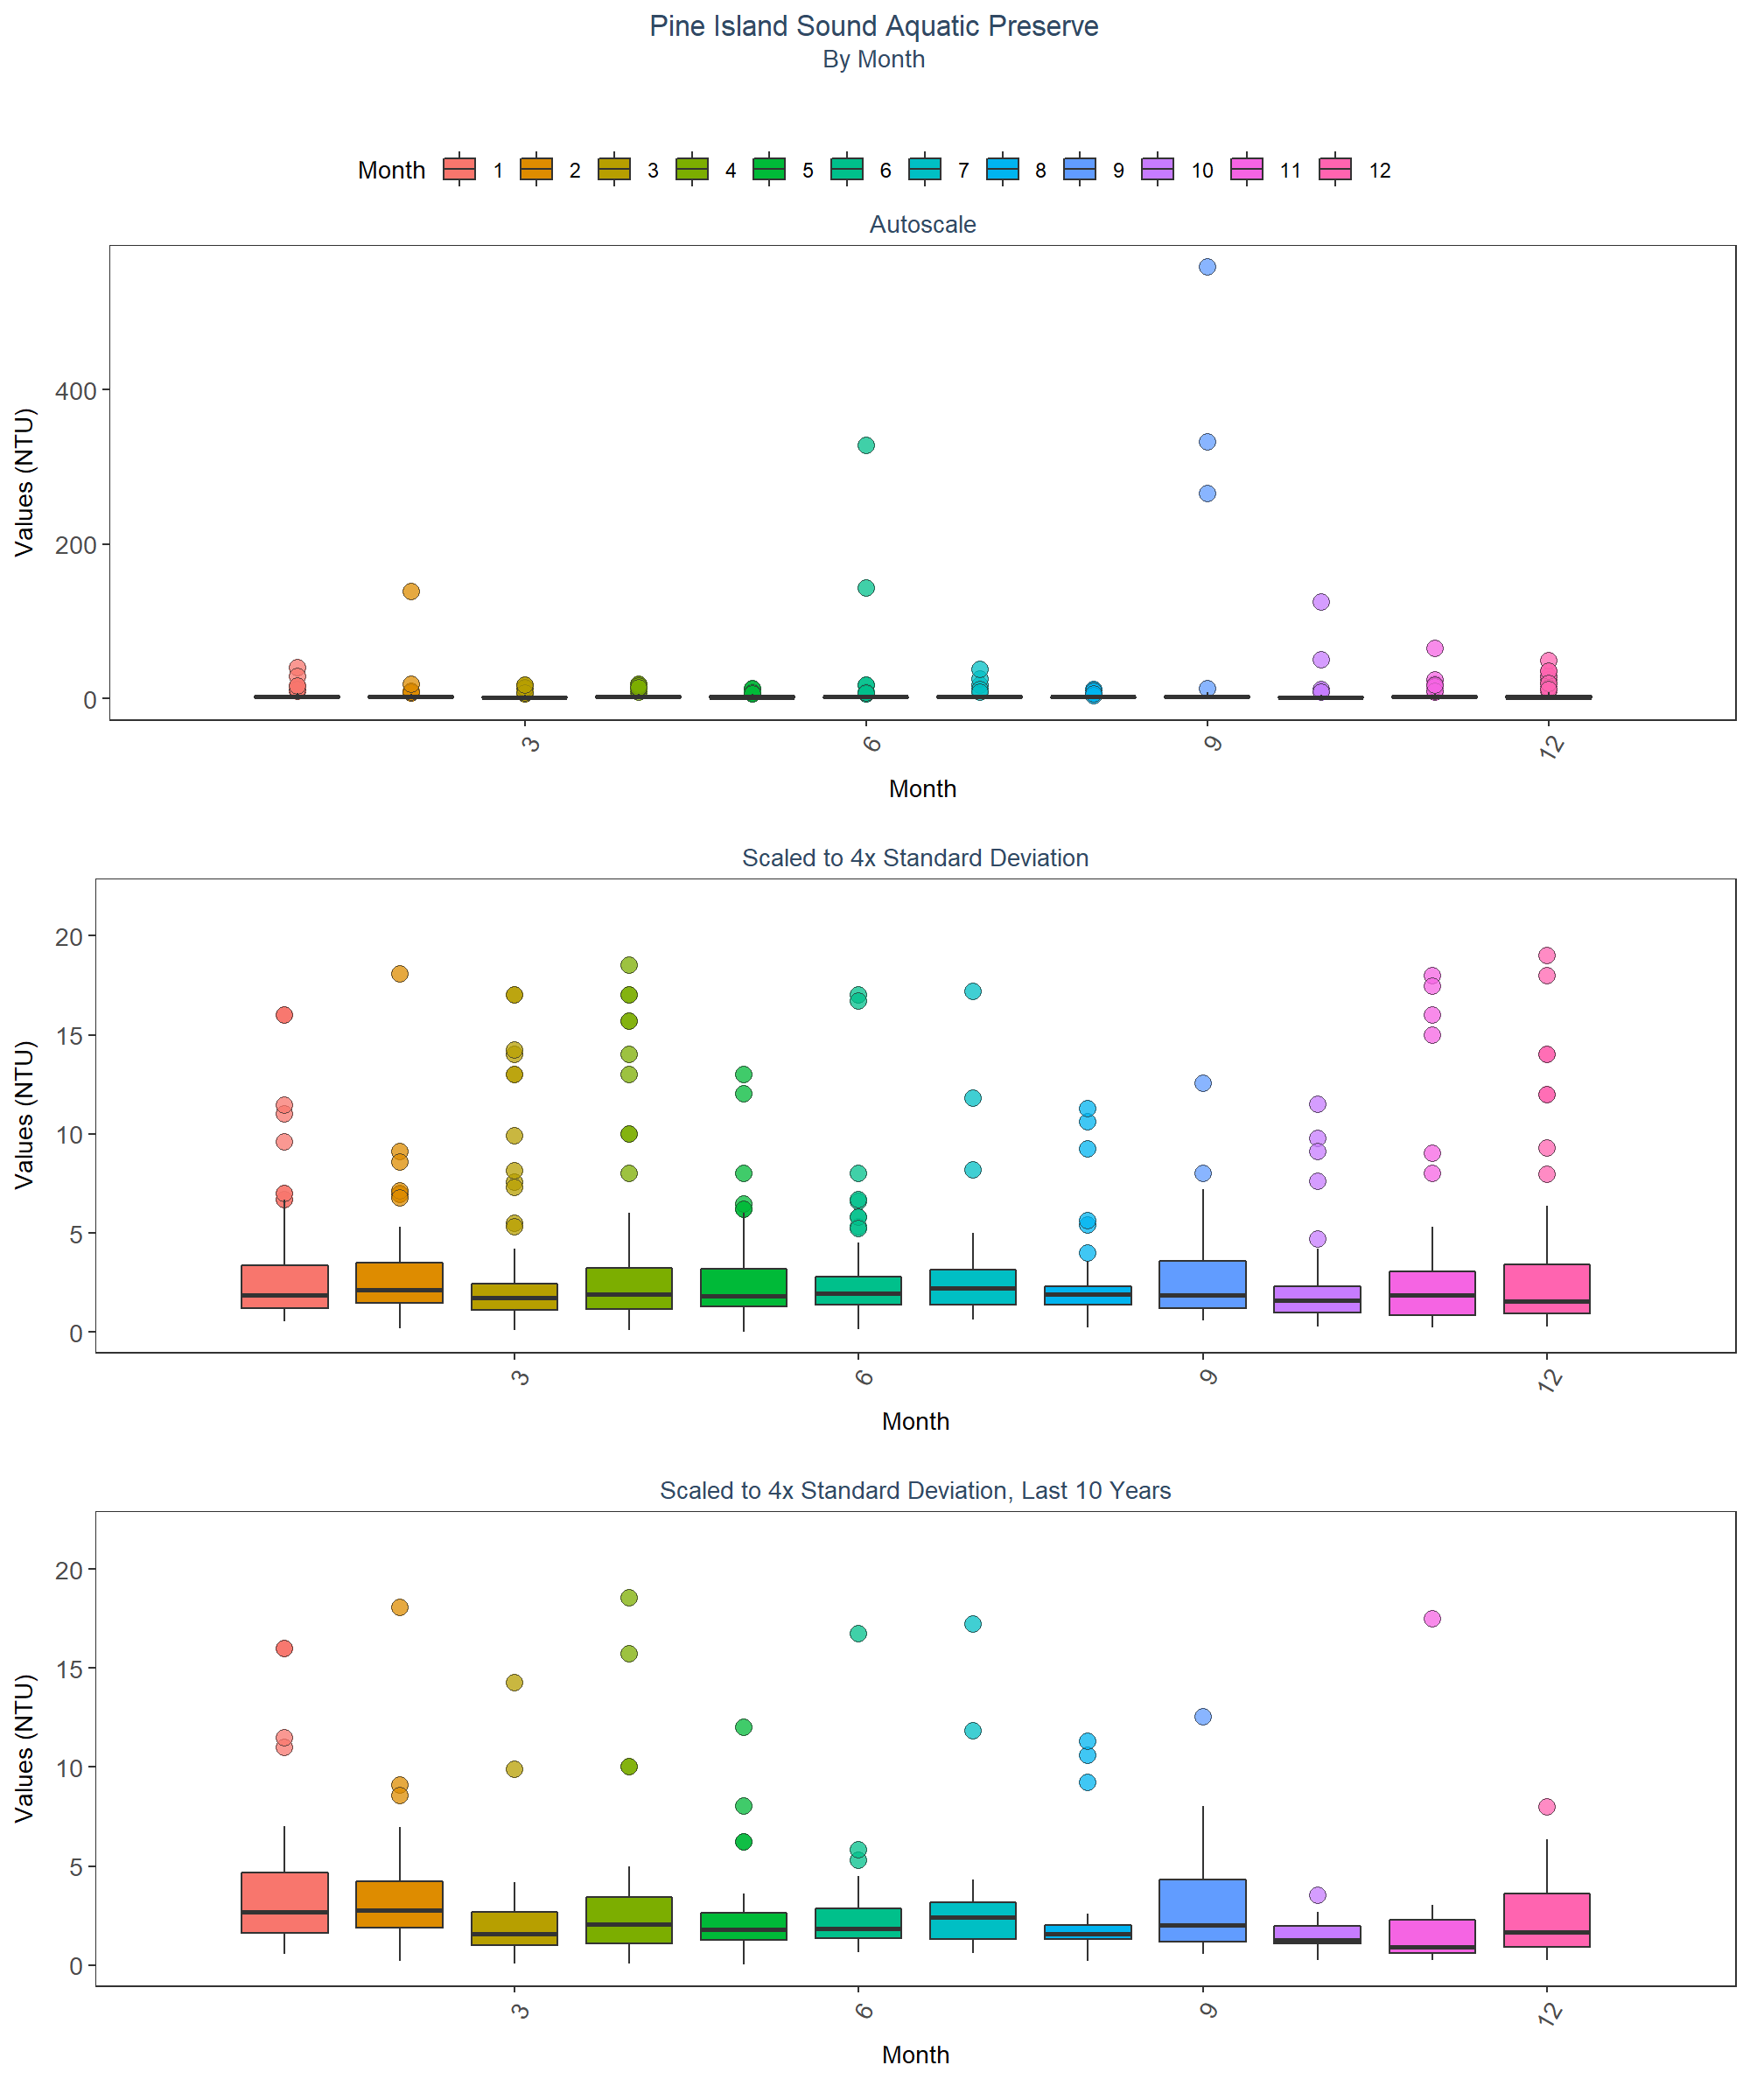 Pine Island Sound Aquatic Preserve
By Month
Month 1 2 3 4 5 6 7 8 9 10 11 12
Autoscale
Values (NTU)
400
200
0
3 6 9 12
Month
Scaled to 4x Standard Deviation
Values (NTU)
20
15
10
5
0
3 6 9 12
Month
Scaled to 4x Standard Deviation, Last 10 Years
Values (NTU)
20
15
10
5
0
3 6 9 12
Month